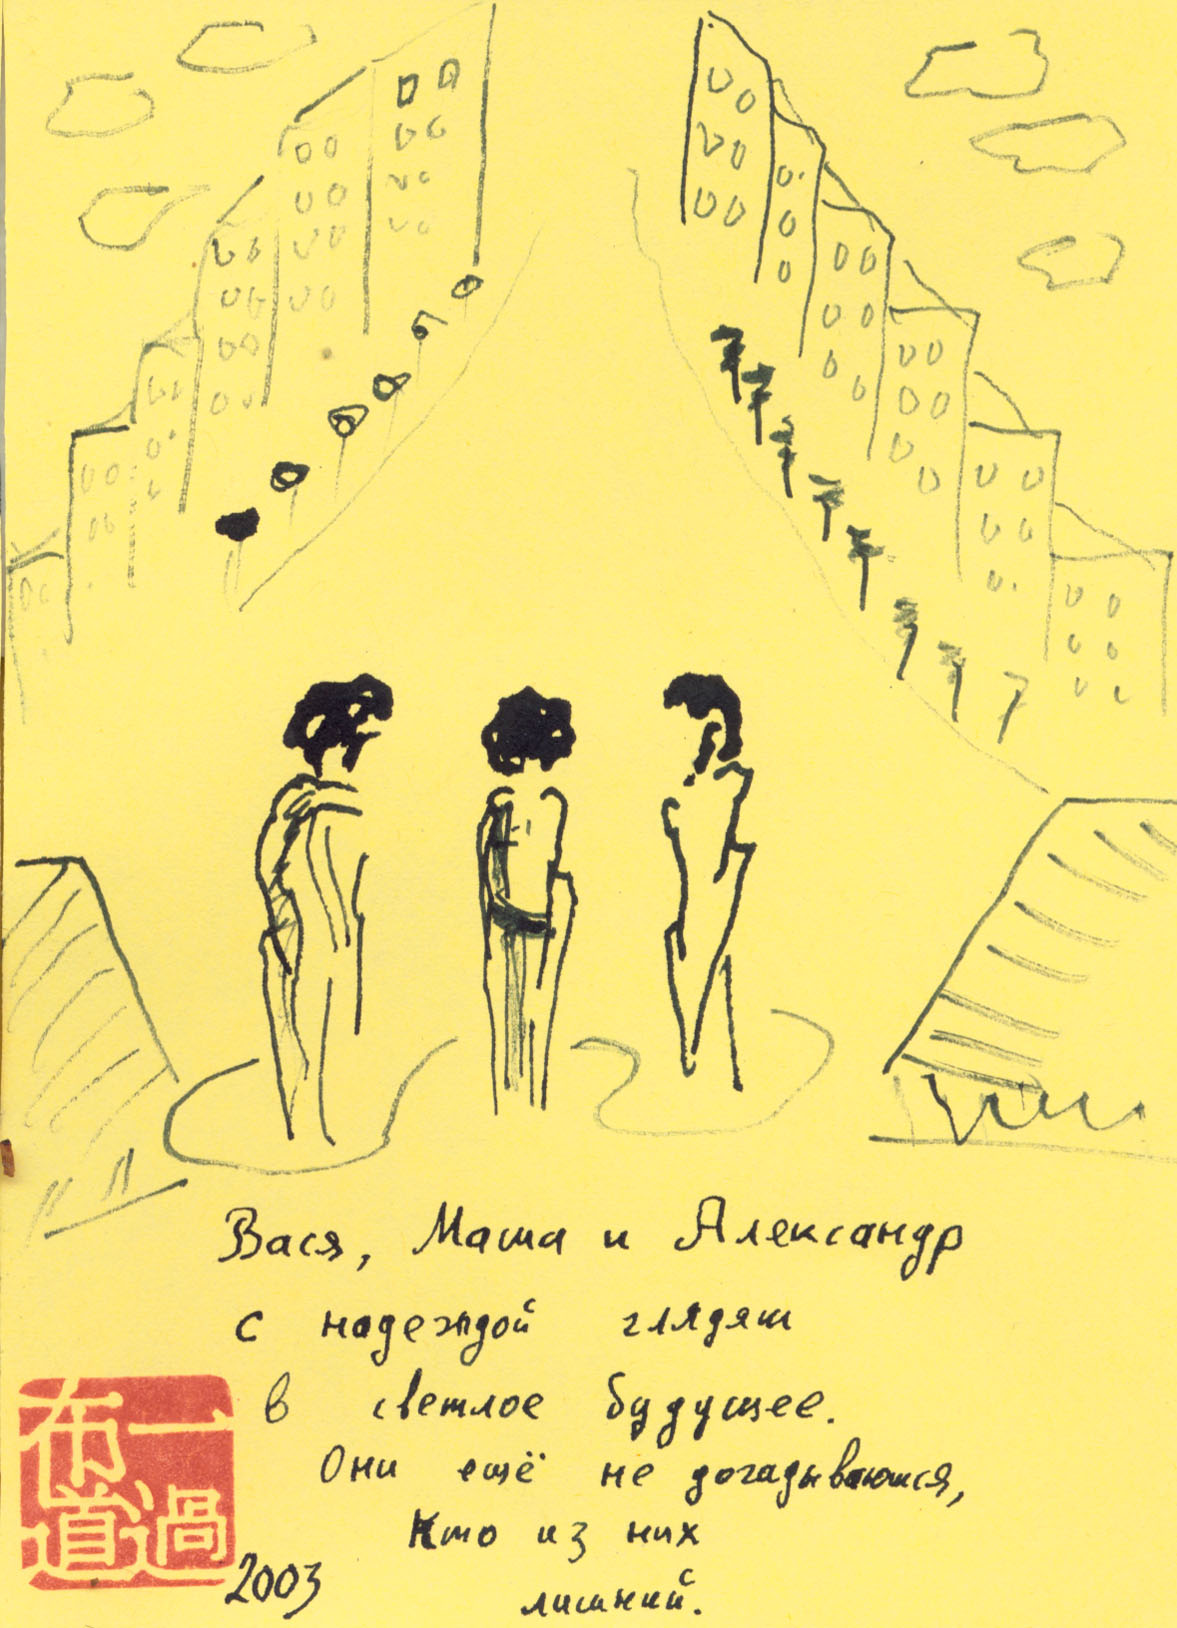 Вася, Маша и Александр
с надеждой глядят
в светлое будущее.
Они ещё не догадываются,
Кто из них
лишний.
一過
布道
2003